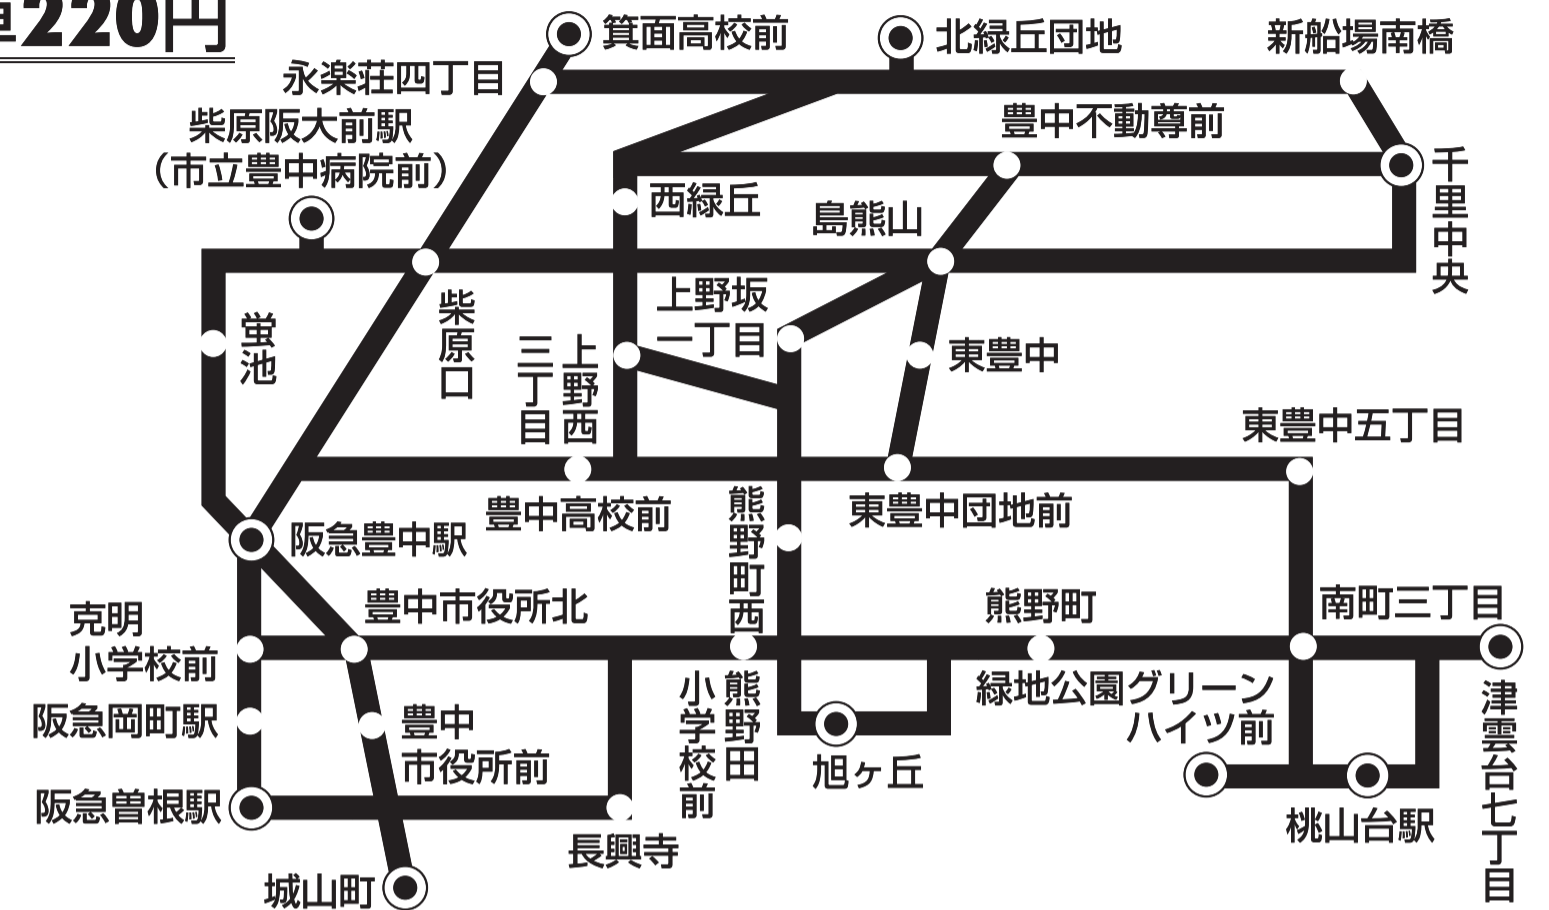 車220円
箕面高校前
北緑丘団地
新船場南橋
永楽荘四丁目
柴原阪大前駅
（市立豊中病院前）
豊中不動尊前
千里中央
西緑丘
島熊山
蛍池
柴原口
上野坂
一丁目
上野西
三丁目
東豊中
東豊中五丁目
豊中高校前
東豊中団地前
熊野町西
阪急豊中駅
豊中市役所北
克明
小学校前
熊野町
南町三丁目
阪急岡町駅
豊中
市役所前
熊野田
小学校前
緑地公園グリーン
ハイツ前
津雲台七丁目
旭ヶ丘
阪急曽根駅
長興寺
桃山台駅
城山町